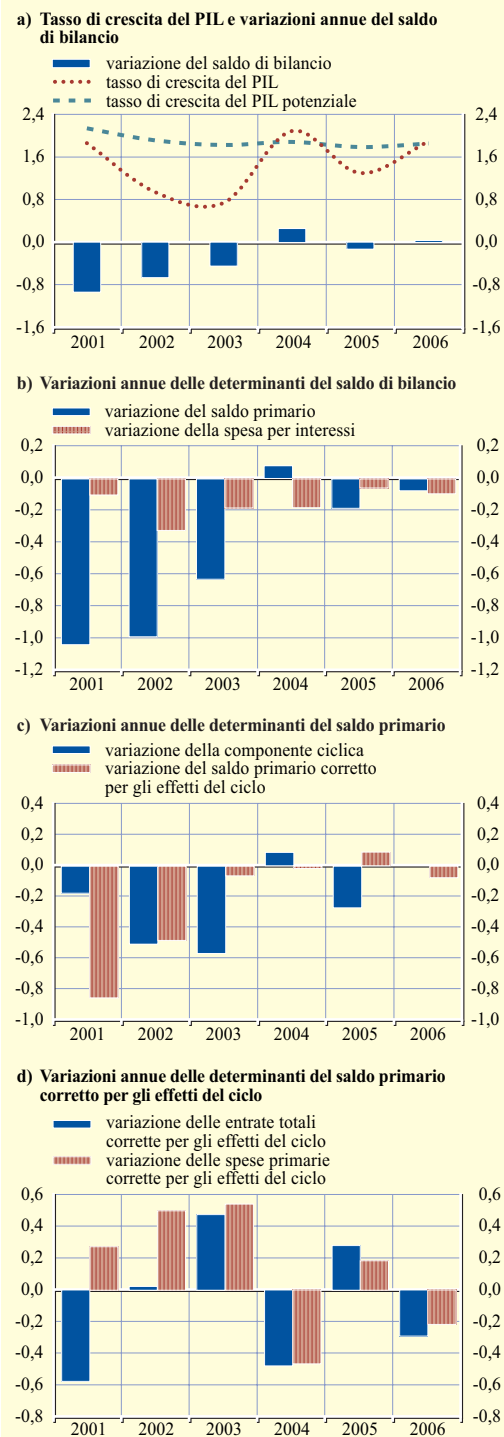 a) Tasso di crescita del PIL e variazioni annue del saldo
di bilancio
variazione del saldo di bilancio
tasso di crescita del PIL
tasso di crescita del PIL potenziale
2,4 2,4
1,6 1,6
0,8 0,8
0,0 0,0
-0,8 -0,8
-1,6 -1,6
2001 2002 2003 2004 2005 2006
b) Variazioni annue delle determinanti del saldo di bilancio
variazione del saldo primario
variazione della spesa per interessi
0,2 0,2
0,0 0,0
-0,2 -0,2
-0,4 -0,4
-0,6 -0,6
-0,8 -0,8
-1,0 -1,0
-1,2 -1,2
2001 2002 2003 2004 2005 2006
c) Variazioni annue delle determinanti del saldo primario
variazione della componente ciclica
variazione del saldo primario corretto
per gli effetti del ciclo
0,4 0,4
0,2 0,2
0,0 0,0
-0,2 -0,2
-0,4 -0,4
-0,6 -0,6
-0,8 -0,8
-1,0 -1,0
2001 2002 2003 2004 2005 2006
d) Variazioni annue delle determinanti del saldo primario
corretto per gli effetti del ciclo
variazione delle entrate totali
corrette per gli effetti del ciclo
variazione delle spese primarie
corrette per gli effetti del ciclo
0,6 0,6
0,4 0,4
0,2 0,2
0,0 0,0
-0,2 -0,2
-0,4 -0,4
-0,6 -0,6
-0,8 -0,8
2001 2002 2003 2004 2005 2006